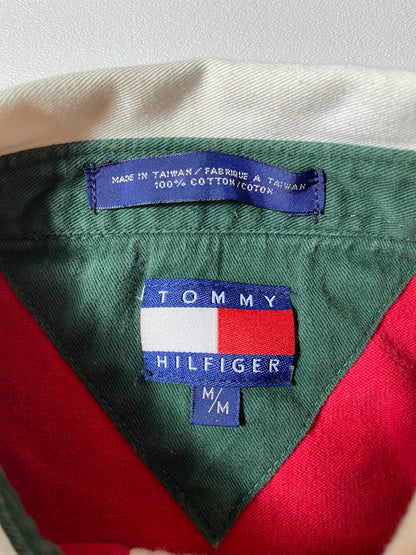 MADE IN TAIWAN / FABRIQUE A TAIWAN
100% COTTON/COTON
TOMMY
HILFIGER
M/M